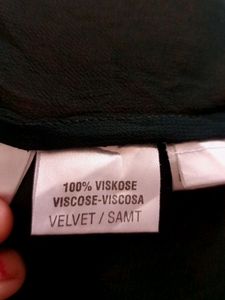 100% VISKOSE
VISCOSE-VISCOSA
VELVET / SAMT